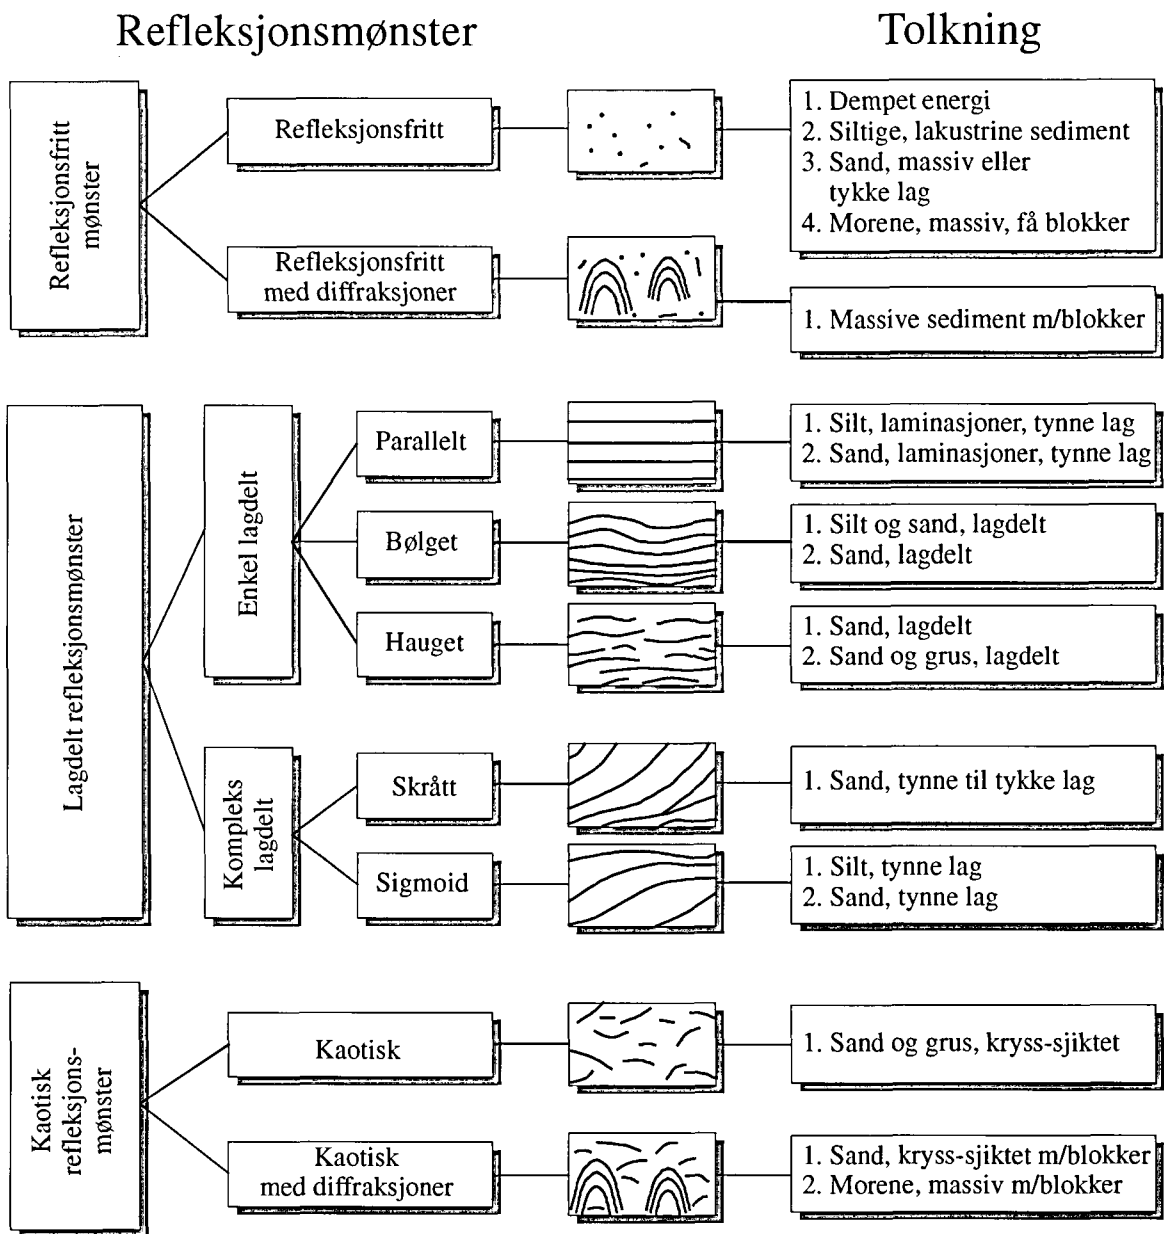 Refleksjonsmønster
Tolkning
Refleksjonsfritt
mønster
Refleksjonsfritt
1. Dempet energi
2. Siltige, lakustrine sediment
3. Sand, massiv eller
tykke lag
4. Morene, massiv, få blokker
Refleksjonsfritt
med diffraksjoner
1. Massive sediment m/blokker
Lagdelt refleksjonsmønster
Enkel lagdelt
Parallelt
1. Silt, laminasjoner, tynne lag
2. Sand, laminasjoner, tynne lag
Bølget
1. Silt og sand, lagdelt
2. Sand, lagdelt
Hauget
1. Sand, lagdelt
2. Sand og grus, lagdelt
Kompleks
lagdelt
Skrått
1. Sand, tynne til tykke lag
Sigmoid
1. Silt, tynne lag
2. Sand, tynne lag
Kaotisk
refleksjons-
mønster
Kaotisk
1. Sand og grus, kryss-sjiktet
Kaotisk
med diffraksjoner
1. Sand, kryss-sjiktet m/blokker
2. Morene, massiv m/blokker